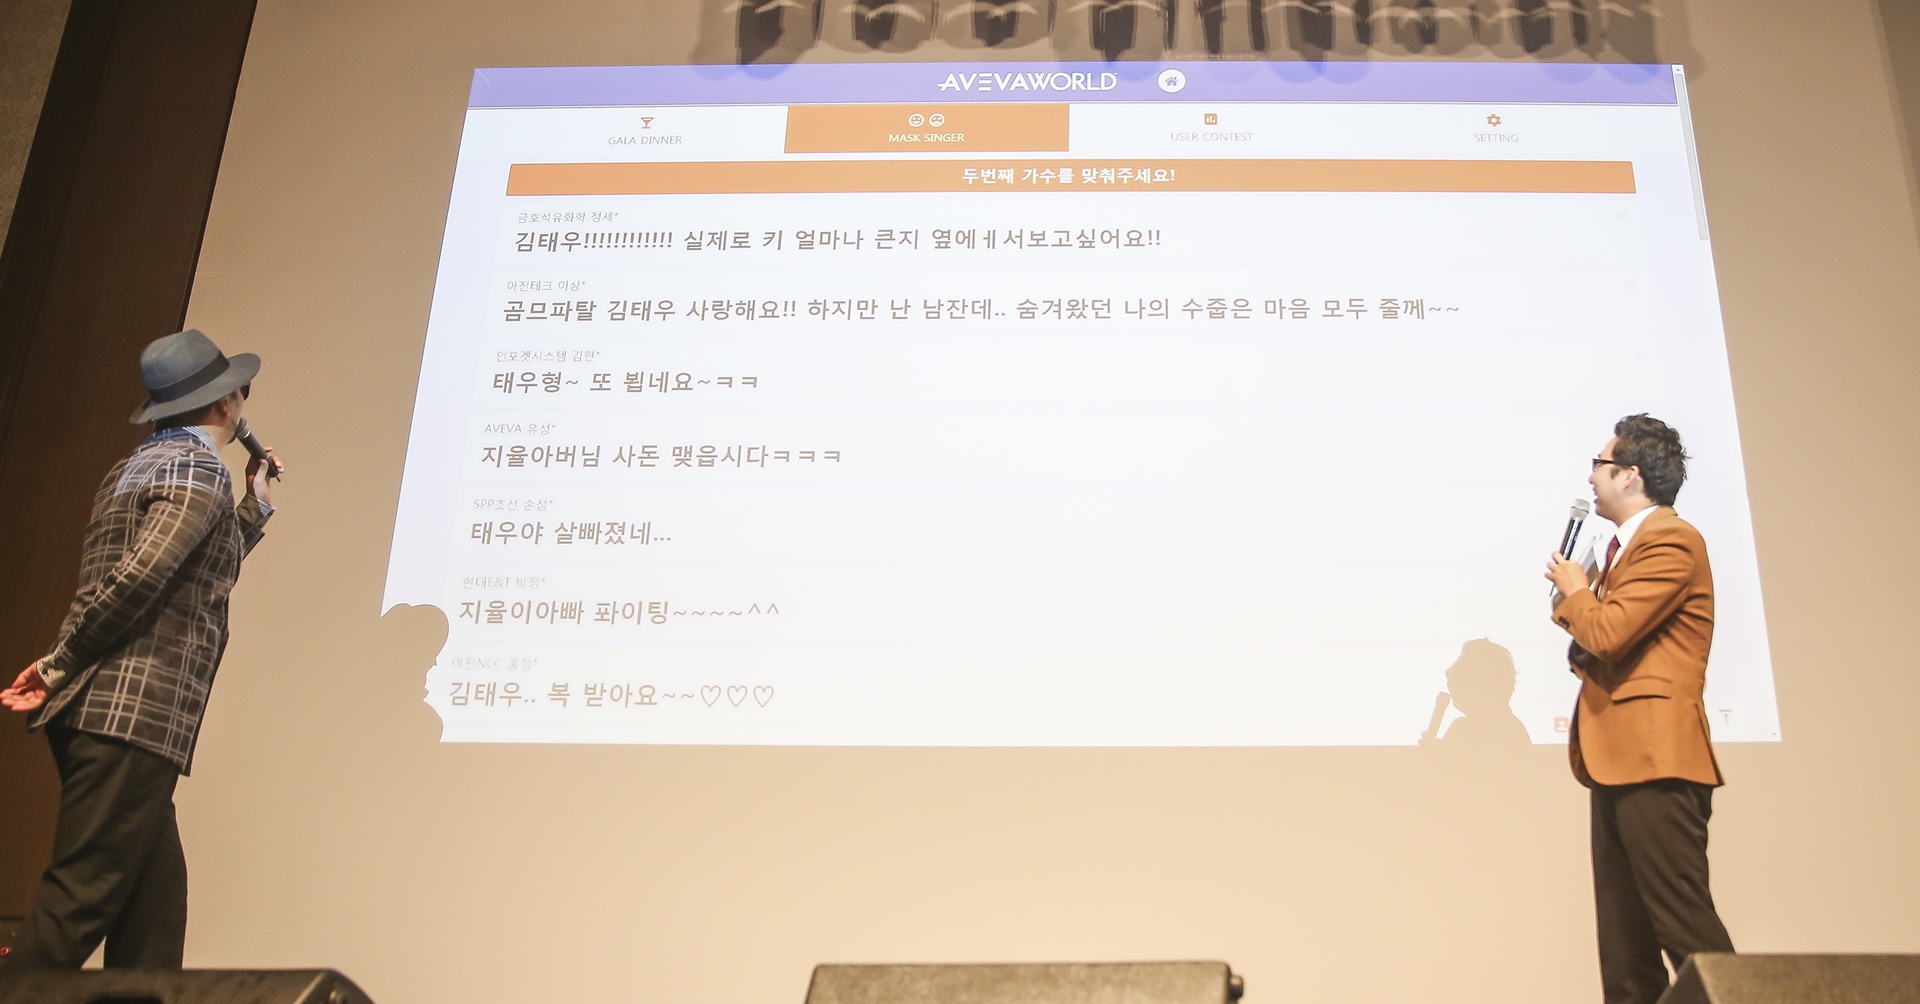 AVEVAWORLD
GALA DINNER
MASK SINGER
USER CONTEST
SETTING
두번째 가수를 맞춰주세요!
금호석유화학 정세*
김태우!!!!!!!!!!!!! 실제로 키 얼마나 큰지 옆에ㅔ서보고싶어요!!
아진테크 이상*
곰므파탈 김태우 사랑해요!! 하지만 난 남잔데.. 숨겨왔던 나의 수줍은 마음 모두 줄께~~
인포겟시스템 김현*
태우형~ 또 뵙네요~ㅋㅋ
AVEVA 유성*
지율아버님 사돈 맺읍시다ㅋㅋㅋ
SPP조선 손성*
태우야 살빠졌네...
현대E&T 박정*
지율이아빠 퐈이팅~~~~^^
여천NCC 홍정*
김태우.. 복 받아요~~♡♡♡